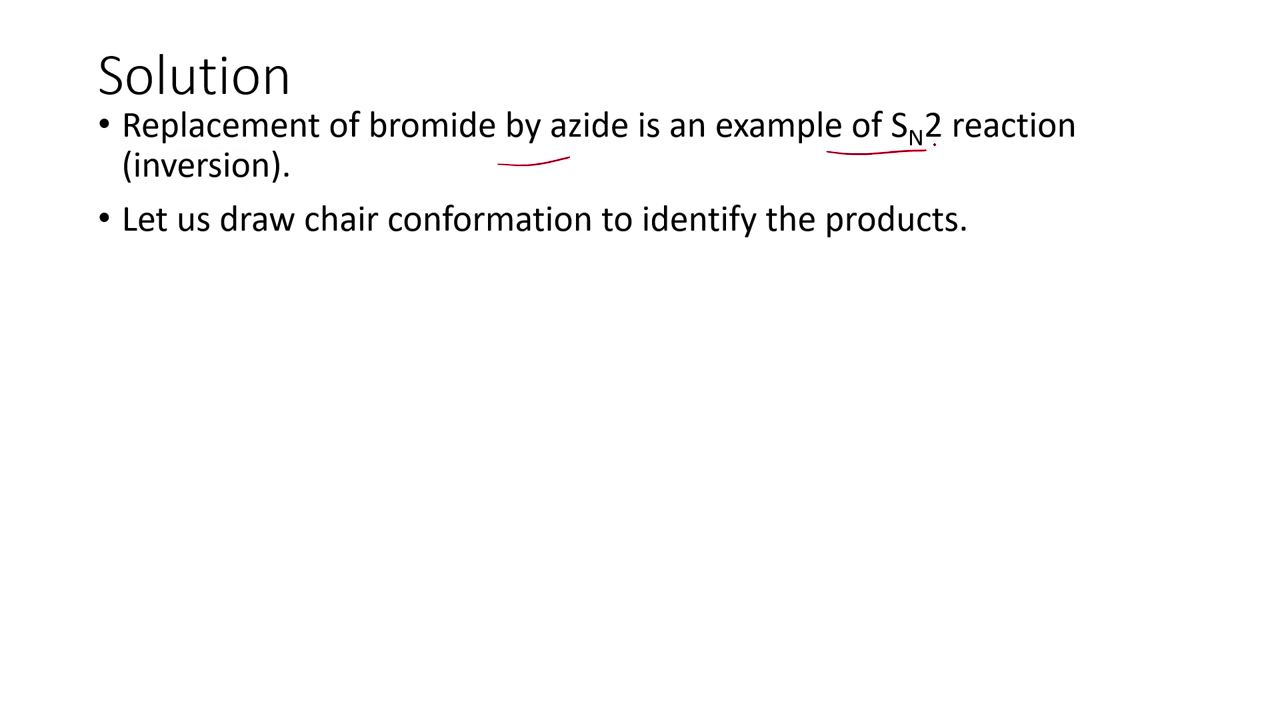 Solution
• Replacement of bromide by azide is an example of SN2 reaction
(inversion).
• Let us draw chair conformation to identify the products.